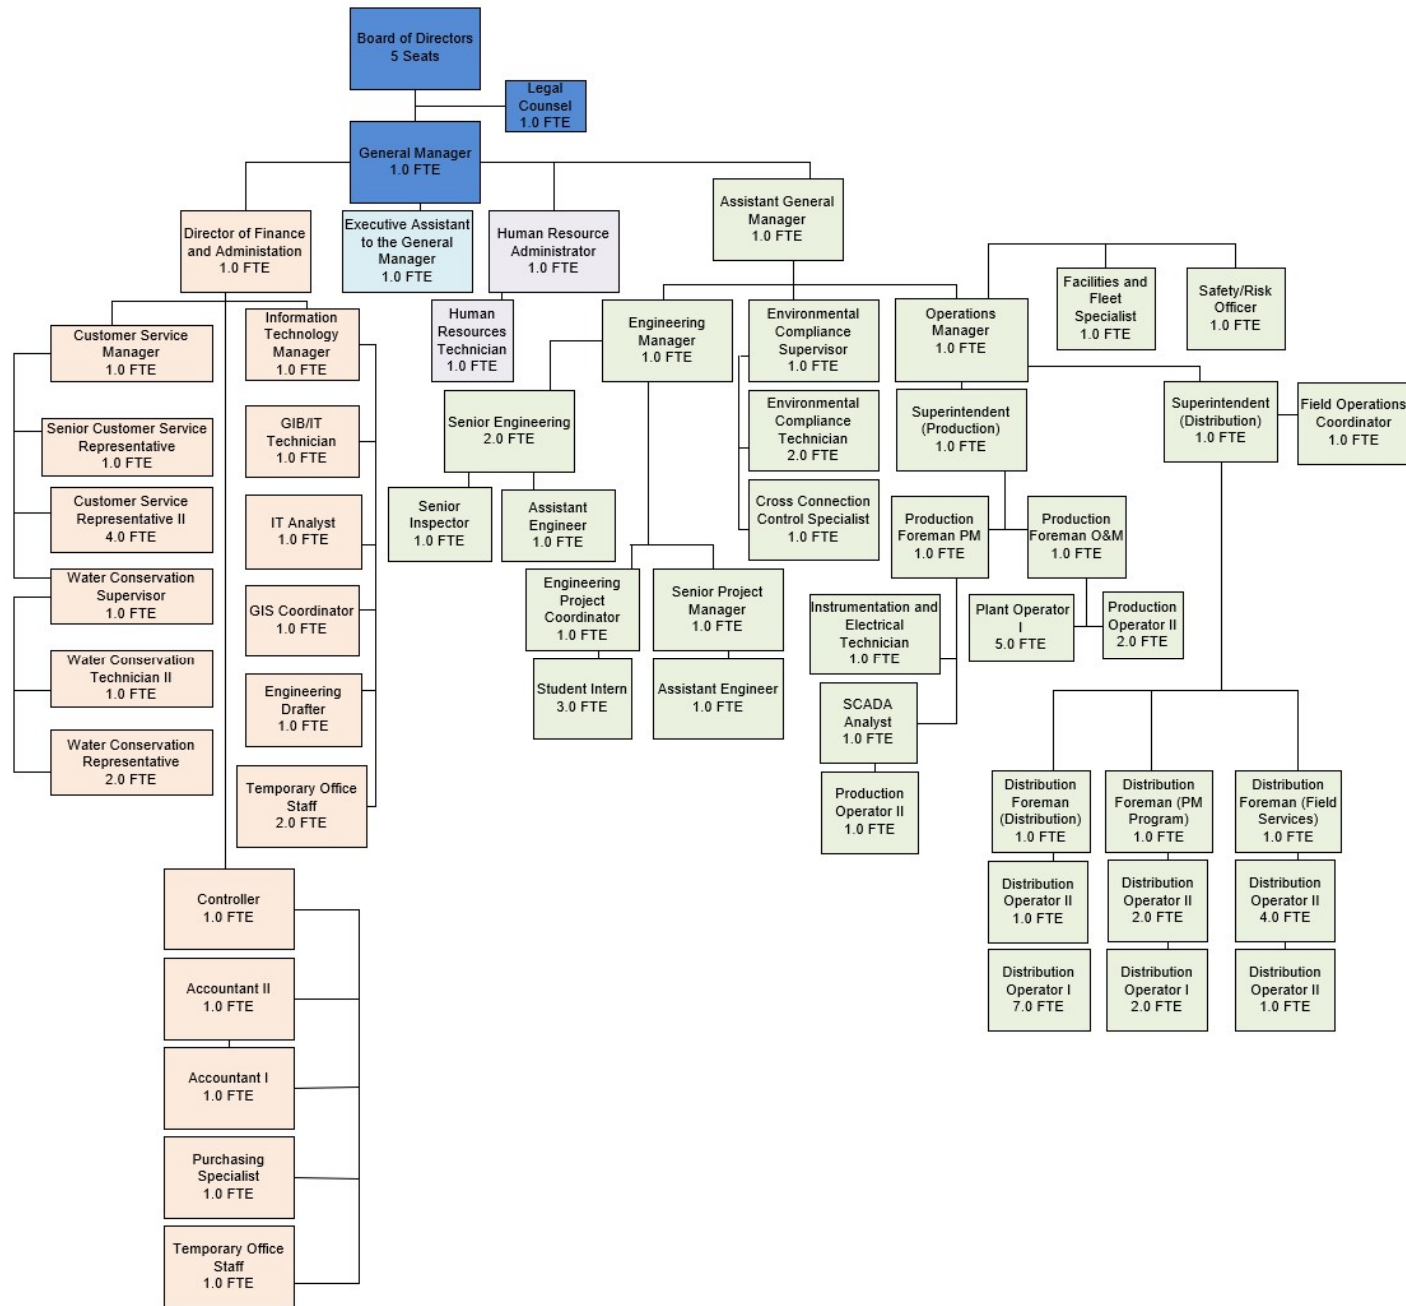 Board of Directors
5 Seats
Legal
Counsel
1.0 FTE
General Manager
1.0 FTE
Director of Finance
and Administation
1.0 FTE
Executive Assistant
to the General
Manager
1.0 FTE
Human Resource
Administrator
1.0 FTE
Assistant General
Manager
1.0 FTE
Human
Resources
Technician
1.0 FTE
Customer Service
Manager
1.0 FTE
Senior Customer Service
Representative
1.0 FTE
Customer Service
Representative II
4.0 FTE
Water Conservation
Supervisor
1.0 FTE
Water Conservation
Technician II
1.0 FTE
Water Conservation
Representative
2.0 FTE
Information
Technology
Manager
1.0 FTE
GIB/IT
Technician
1.0 FTE
IT Analyst
1.0 FTE
GIS Coordinator
1.0 FTE
Engineering
Drafter
1.0 FTE
Temporary Office
Staff
2.0 FTE
Controller
1.0 FTE
Accountant II
1.0 FTE
Accountant I
1.0 FTE
Purchasing
Specialist
1.0 FTE
Temporary Office
Staff
1.0 FTE
Engineering
Manager
1.0 FTE
Senior Engineering
2.0 FTE
Senior
Inspector
1.0 FTE
Assistant
Engineer
1.0 FTE
Engineering
Project
Coordinator
1.0 FTE
Student Intern
3.0 FTE
Senior Project
Manager
1.0 FTE
Assistant Engineer
1.0 FTE
Environmental
Compliance
Supervisor
1.0 FTE
Environmental
Compliance
Technician
2.0 FTE
Cross Connection
Control Specialist
1.0 FTE
Operations
Manager
1.0 FTE
Facilities and
Fleet
Specialist
1.0 FTE
Safety/Risk
Officer
1.0 FTE
Superintendent
(Production)
1.0 FTE
Production
Foreman PM
1.0 FTE
Instrumentation and
Electrical
Technician
1.0 FTE
SCADA
Analyst
1.0 FTE
Production
Operator II
1.0 FTE
Production
Foreman O&M
1.0 FTE
Plant Operator
I
5.0 FTE
Production
Operator II
2.0 FTE
Superintendent
(Distribution)
1.0 FTE
Field Operations
Coordinator
1.0 FTE
Distribution
Foreman
(Distribution)
1.0 FTE
Distribution
Operator II
1.0 FTE
Distribution
Operator I
7.0 FTE
Distribution
Foreman (PM
Program)
1.0 FTE
Distribution
Operator II
2.0 FTE
Distribution
Operator I
2.0 FTE
Distribution
Foreman (Field
Services)
1.0 FTE
Distribution
Operator II
4.0 FTE
Distribution
Operator II
1.0 FTE